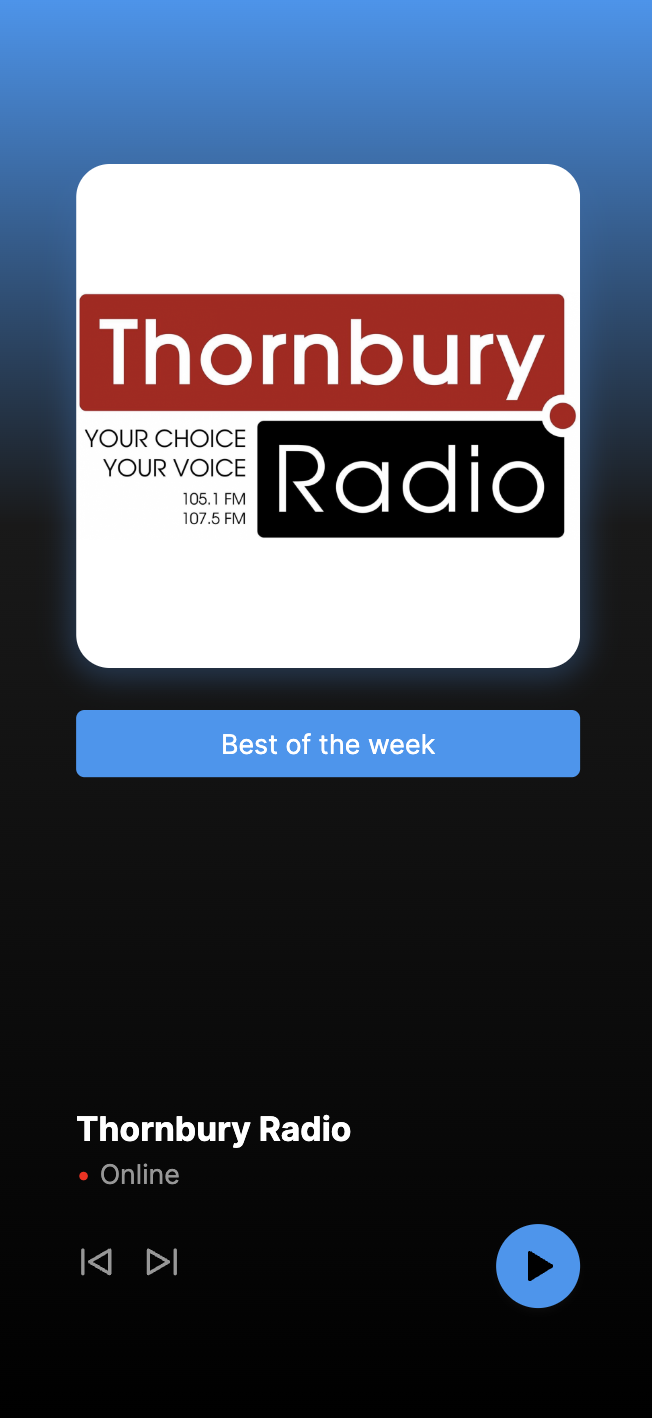 Thornbury
YOUR CHOICE
YOUR VOICE
105.1 FM
107.5 FM
Radio
Best of the week
Thornbury Radio
Online